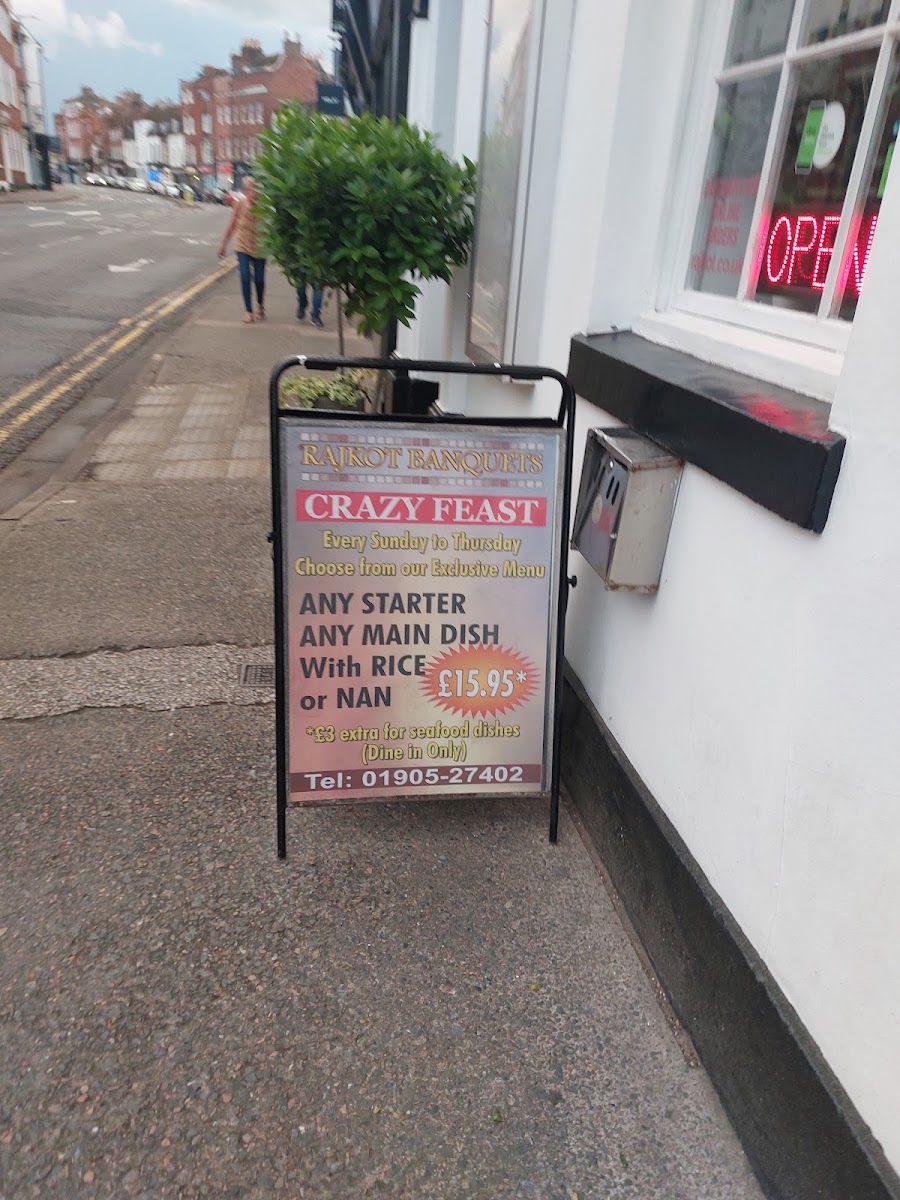 RAJKOT BANQUETS
CRAZY FEAST
Every Sunday to Thursday
Choose from our Exclusive Menu
ANY STARTER
ANY MAIN DISH
With RICE
or NAN
£15.95*
*£3 extra for seafood dishes
(Dine in Only)
Tel: 01905-27402
OPEN
ORDERS